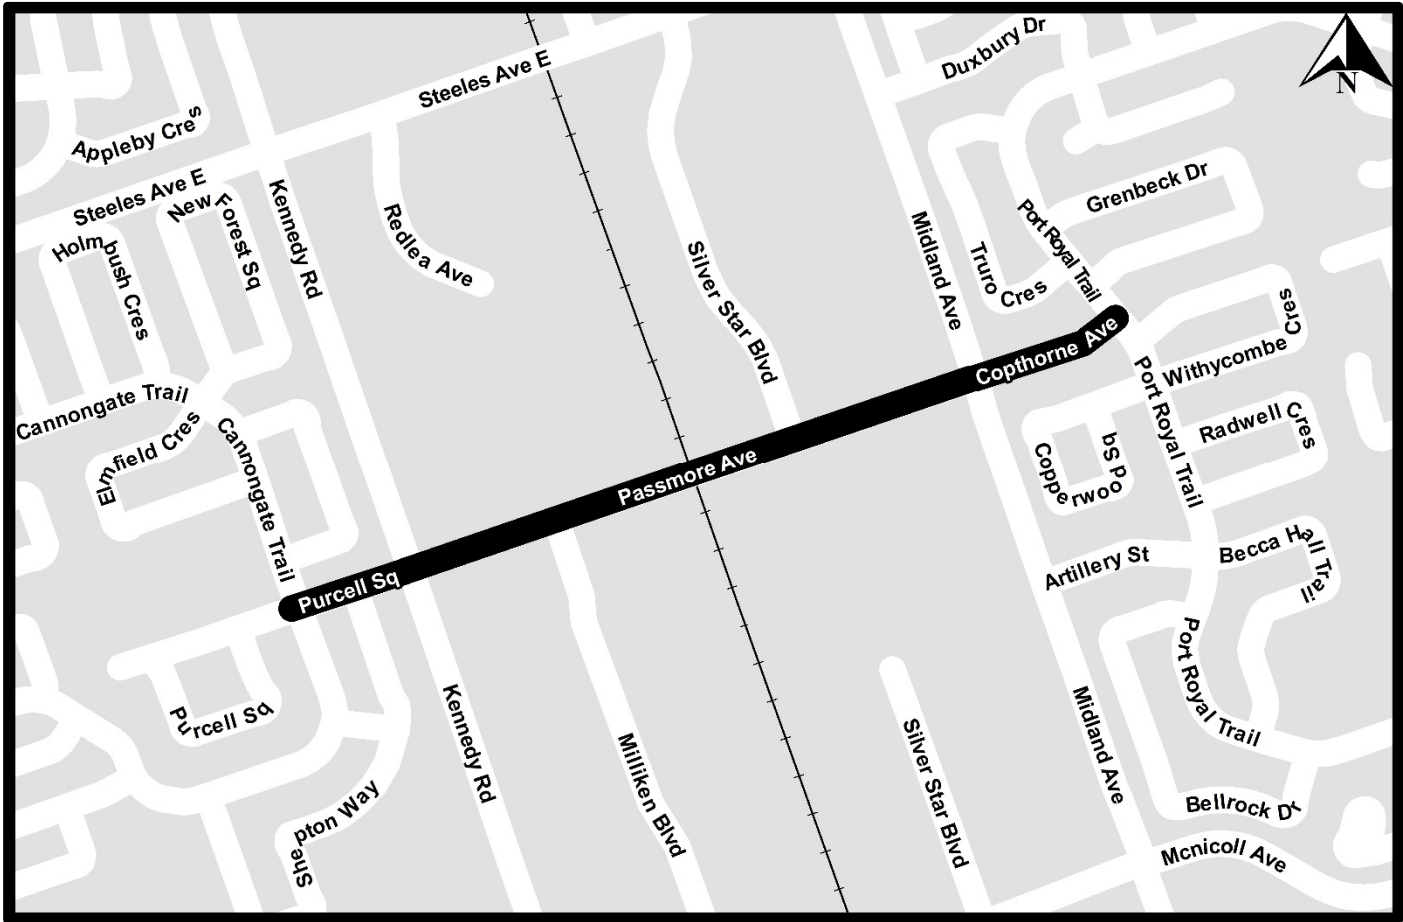 Duxbury Dr
Steeles Ave E
N
Appleby Cres
Steeles Ave E
New Forest Sq
Grenbeck Dr
Holmbush Cres
Kennedy Rd
Redlea Ave
Silver Star Blvd
Midland Ave
Truro Cres
Port Royal Trail
Copthorne Ave
Withycombe Cres
Cannongate Trail
Elmfield Cres
Cannongate Trail
Port Royal Trail
Radwell Cres
Passmore Ave
Copperwood Sq
Purcell Sq
Artillery St
Becca Hall Trail
Purcell Sq
Kennedy Rd
Milliken Blvd
Silver Star Blvd
Midland Ave
Port Royal Trail
Shepton Way
Bellrock Dr
Mcnicoll Ave